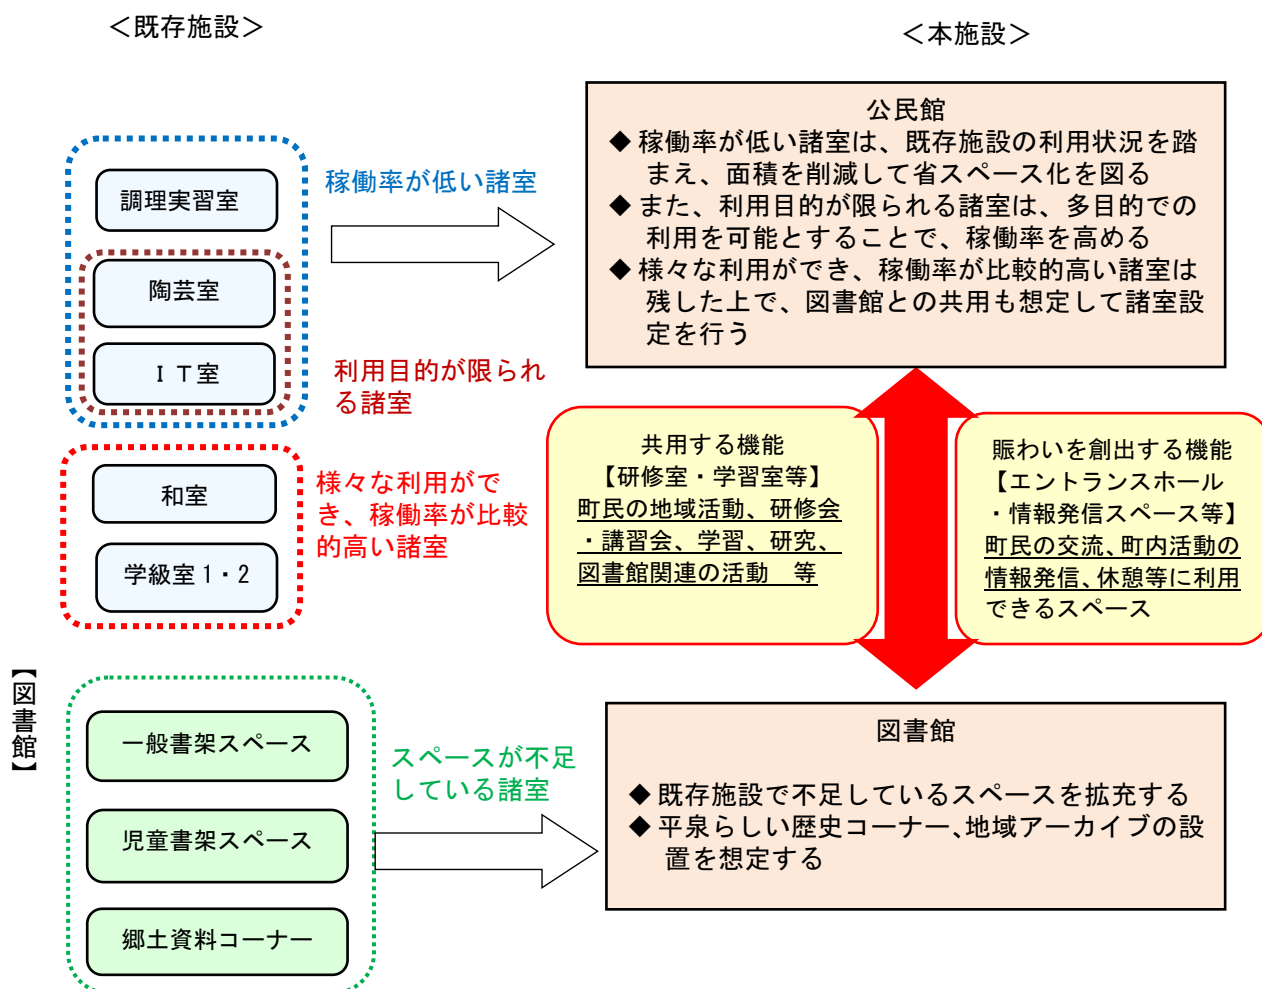 ＜既存施設＞
＜本施設＞
調理実習室
陶芸室
ＩＴ室
稼働率が低い諸室
利用目的が限られ
る諸室
和室
学級室１・２
様々な利用がで
き、稼働率が比較
的高い諸室
公民館
◆ 稼働率が低い諸室は、既存施設の利用状況を踏
まえ、面積を削減して省スペース化を図る
◆ また、利用目的が限られる諸室は、多目的での
利用を可能とすることで、稼働率を高める
◆ 様々な利用ができ、稼働率が比較的高い諸室は
残した上で、図書館との共用も想定して諸室設
定を行う
共用する機能
【研修室・学習室等】
町民の地域活動、研修会
・講習会、学習、研究、
図書館関連の活動　等
賑わいを創出する機能
【エントランスホール
・情報発信スペース等】
町民の交流、町内活動の
情報発信、休憩等に利用
できるスペース
【図書館】
一般書架スペース
児童書架スペース
郷土資料コーナー
スペースが不足
している諸室
図書館
◆ 既存施設で不足しているスペースを拡充する
◆ 平泉らしい歴史コーナー、地域アーカイブの設
置を想定する